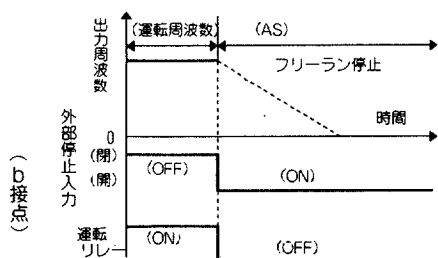 出力周波数
(運転周波数)
(AS)
フリーラン停止
時間
0
外部停止入力
(b接点)
(閉)
(開)
(OFF)
(ON)
運転リレー
(ON)
(OFF)